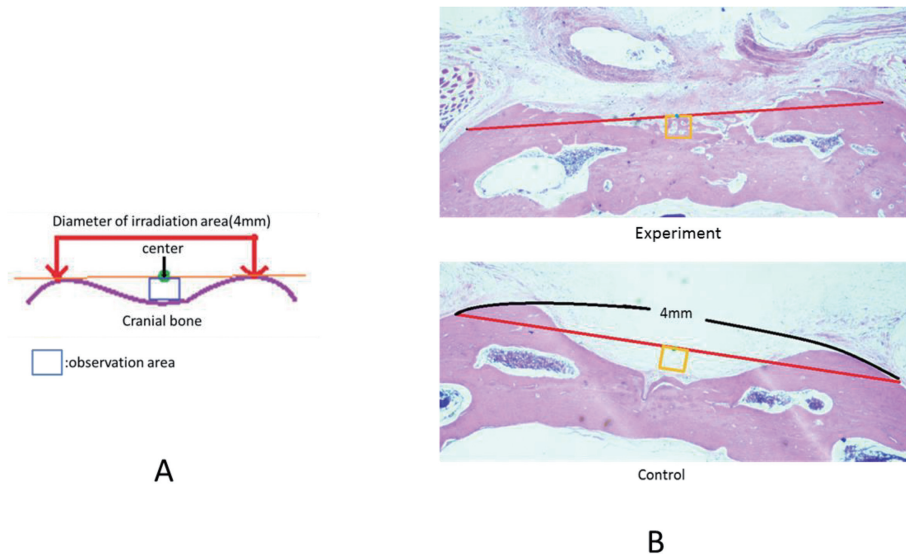 Diameter of irradiation area(4mm)
center
Cranial bone
:observation area
A
Experiment
4mm
Control
B